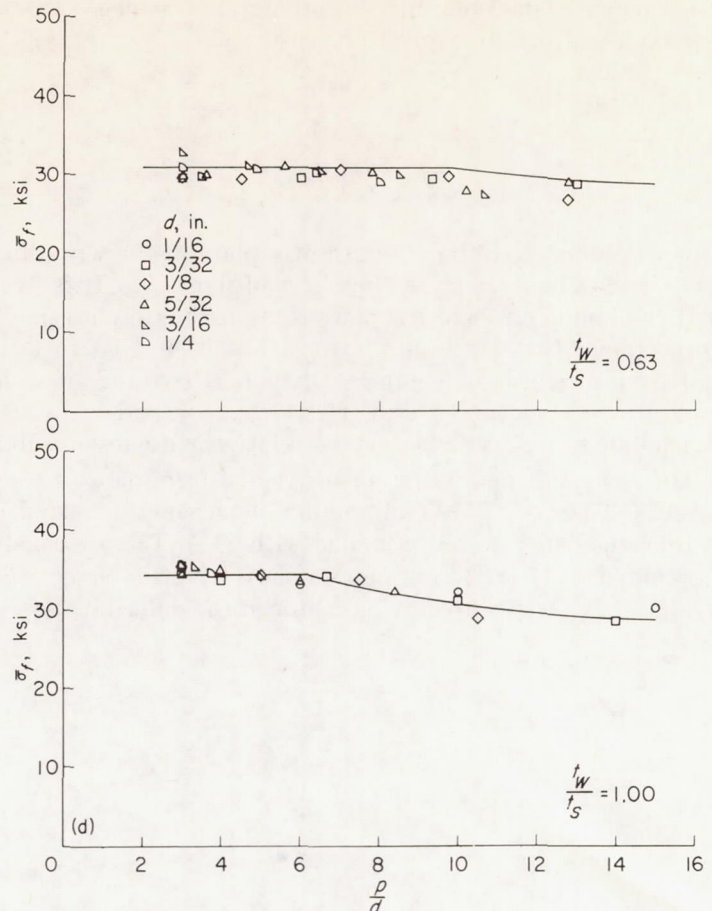 50
40
30
20
10
0
σ̄f, ksi
d, in.
○ 1/16
□ 3/32
◇ 1/8
△ 5/32
◺ 3/16
▷ 1/4
tW/tS = 0.63
50
40
30
20
10
0
σ̄f, ksi
(d)
tW/tS = 1.00
0 2 4 6 8 10 12 14 16
p/d